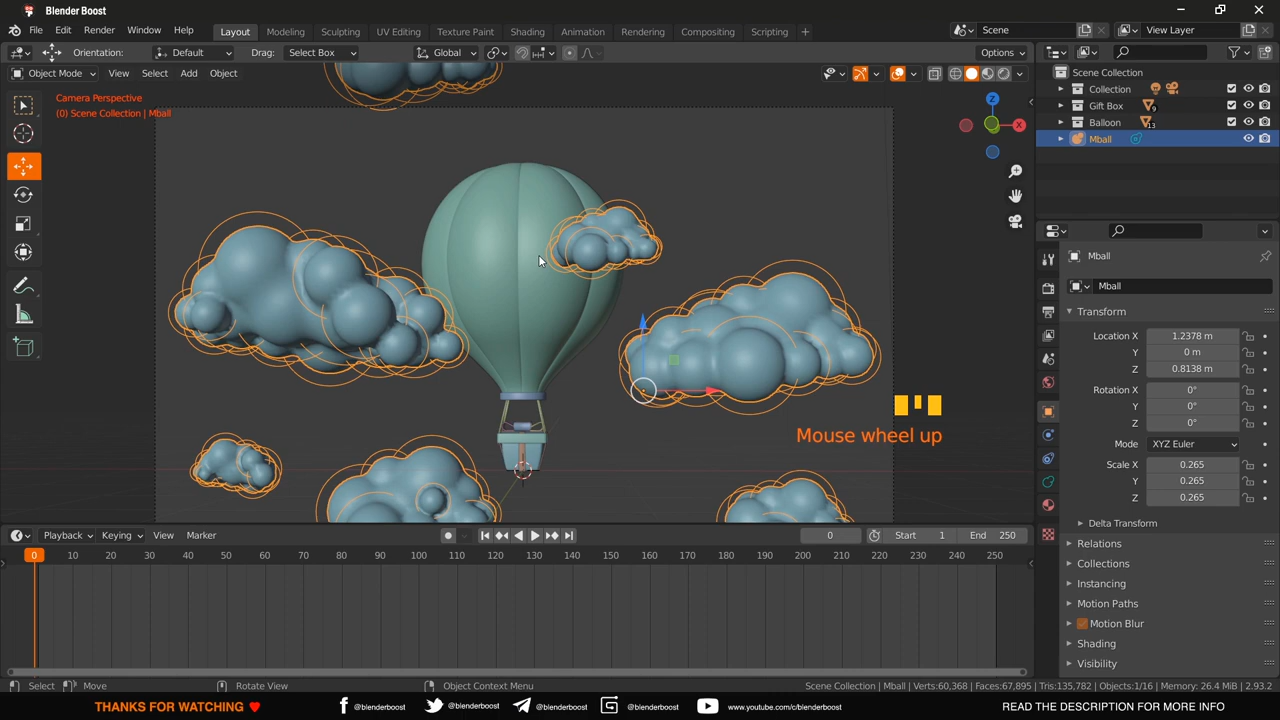 Blender Boost
File Edit Render Window Help Layout Modeling Sculpting UV Editing Texture Paint Shading Animation Rendering Compositing Scripting + Scene View Layer
Orientation: Default Drag: Select Box Global Options
Object Mode View Select Add Object
Camera Perspective
(0) Scene Collection | Mball
Z
X
Scene Collection
Collection
Gift Box 9
Balloon 13
Mball
Mball
Mball
Transform
Location X 1.2378 m
Y 0 m
Z 0.8138 m
Rotation X 0°
Y 0°
Z 0°
Mode XYZ Euler
Scale X 0.265
Y 0.265
Z 0.265
Delta Transform
Relations
Collections
Instancing
Motion Paths
Motion Blur
Shading
Visibility
Mouse wheel up
Playback Keying View Marker 0 Start 1 End 250
0 10 20 30 40 50 60 70 80 90 100 110 120 130 140 150 160 170 180 190 200 210 220 230 240 250
Select Move Rotate View Object Context Menu Scene Collection | Mball | Verts:60,368 | Faces:67,895 | Tris:135,782 | Objects:1/16 | Memory: 26.4 MiB | 2.93.2
THANKS FOR WATCHING @blenderboost @blenderboost @blenderboost @blenderboost www.youtube.com/c/blenderboost READ THE DESCRIPTION FOR MORE INFO